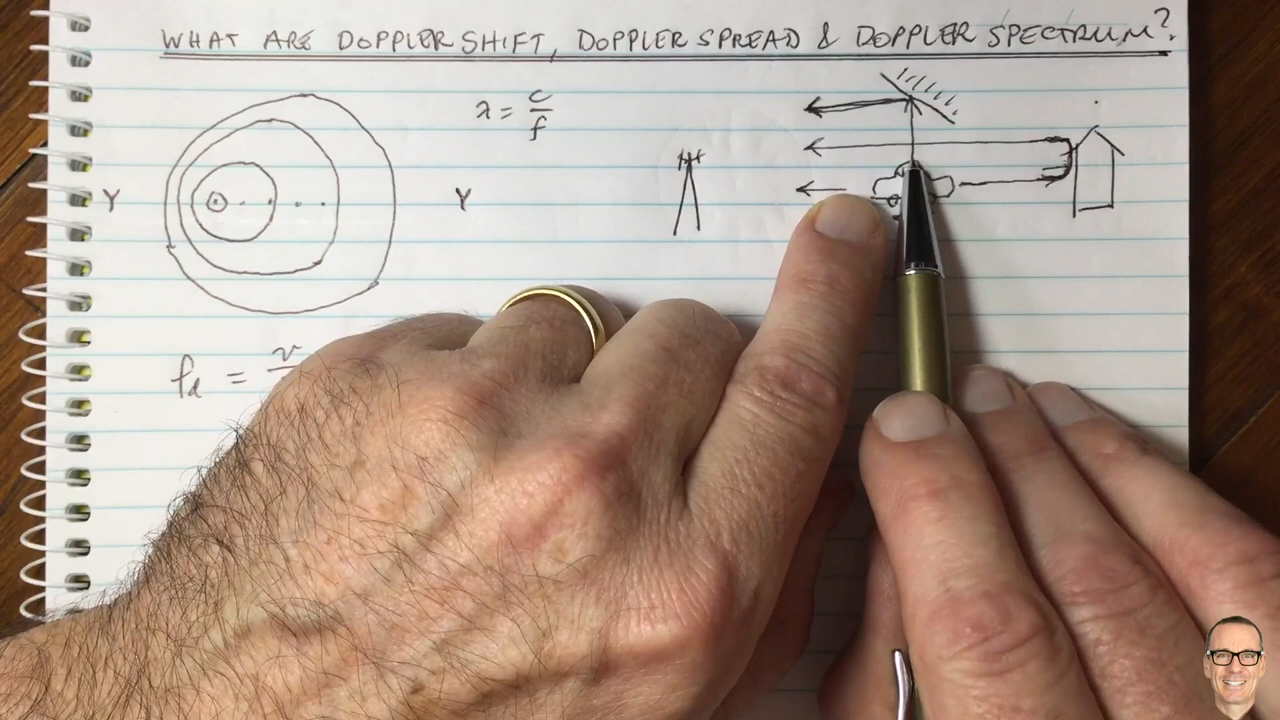 WHAT ARE DOPPLER SHIFT, DOPPLER SPREAD & DOPPLER SPECTRUM?
λ = c/f
Y Y
f_d = v